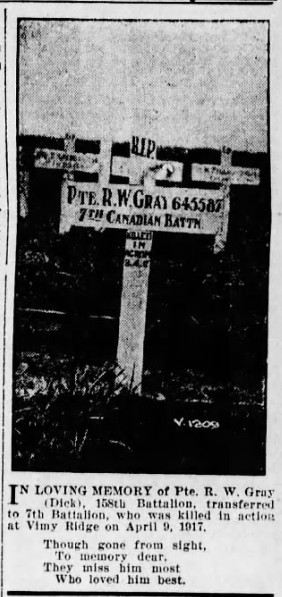 R.I.P.
PTE. R.W. GRAY 645587
7TH CANADIAN BATTN
KILLED
IN
ACTION
V-1209
IN LOVING MEMORY of Pte. R. W. Gray
(Dick), 158th Battalion, transferred
to 7th Battalion, who was killed in action
at Vimy Ridge on April 9, 1917.
Though gone from sight,
To memory dear,
They miss him most
Who loved him best.